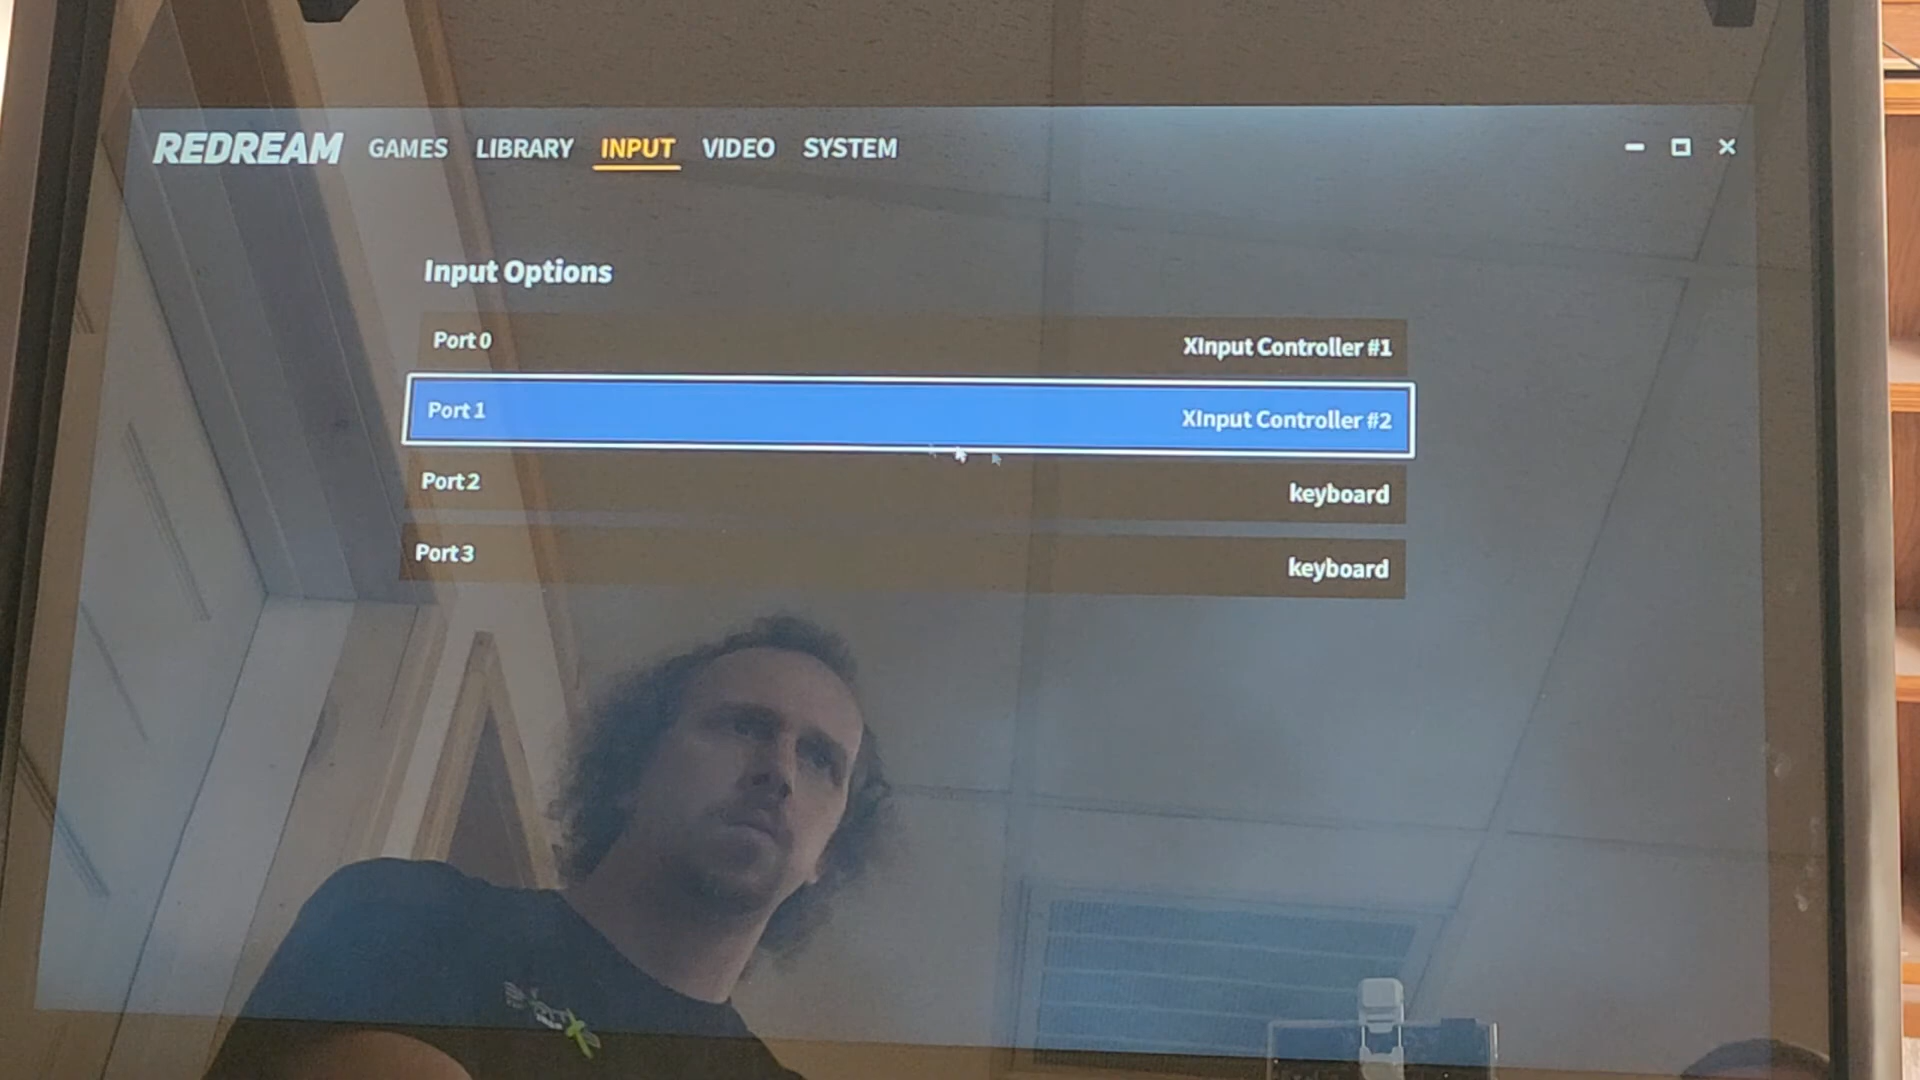 REDREAM GAMES LIBRARY INPUT VIDEO SYSTEM
Input Options
Port 0 XInput Controller #1
Port 1 XInput Controller #2
Port 2 keyboard
Port 3 keyboard